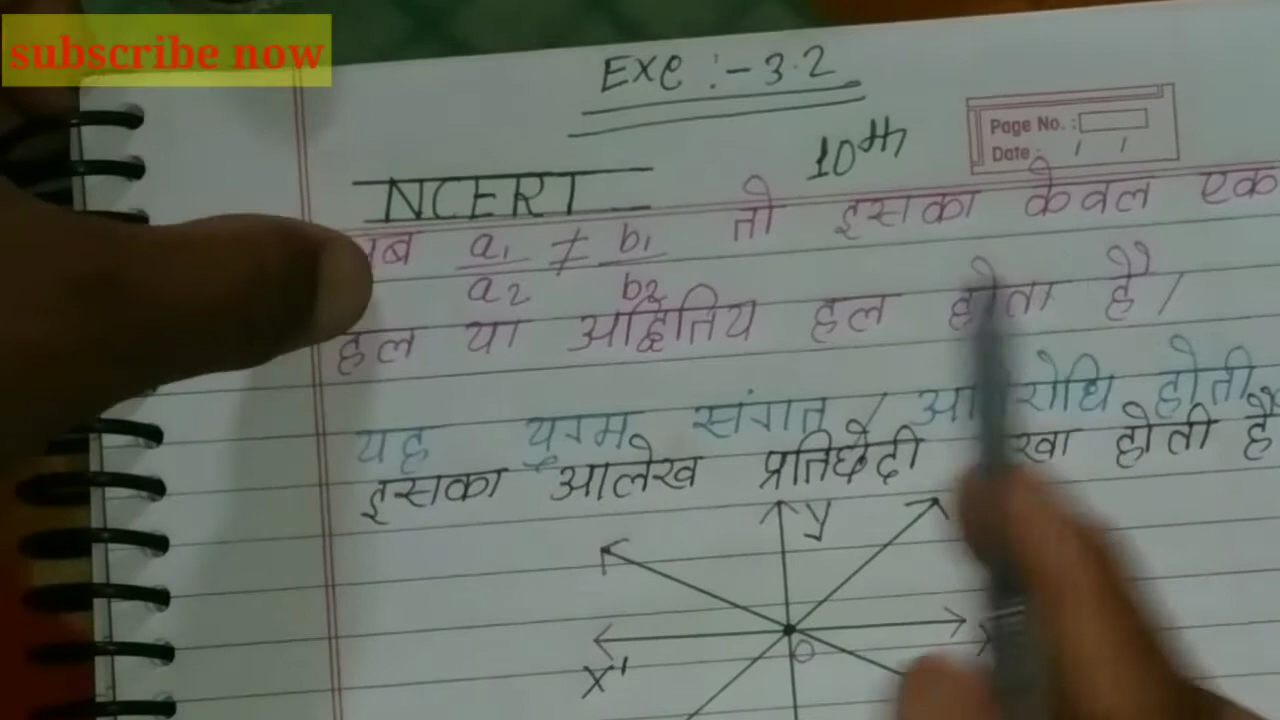 subscribe now
Exe :- 3.2
Page No. :
Date : / /
10th
NCERT
a₁/a₂ ≠ b₁/b₂ तो इसका केवल एक
हल या अद्वितिय हल होता है।
यह युग्म संगत / होती
इसका आलेख प्रतिछेदी होती है
y
X'
O